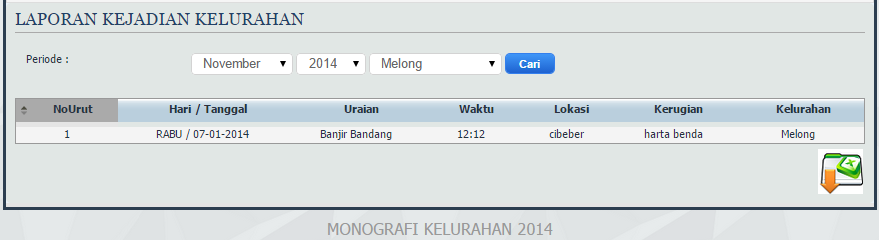 LAPORAN KEJADIAN KELURAHAN
Periode : November 2014 Melong Cari
NoUrut Hari / Tanggal Uraian Waktu Lokasi Kerugian Kelurahan
1 RABU / 07-01-2014 Banjir Bandang 12:12 cibeber harta benda Melong
MONOGRAFI KELURAHAN 2014